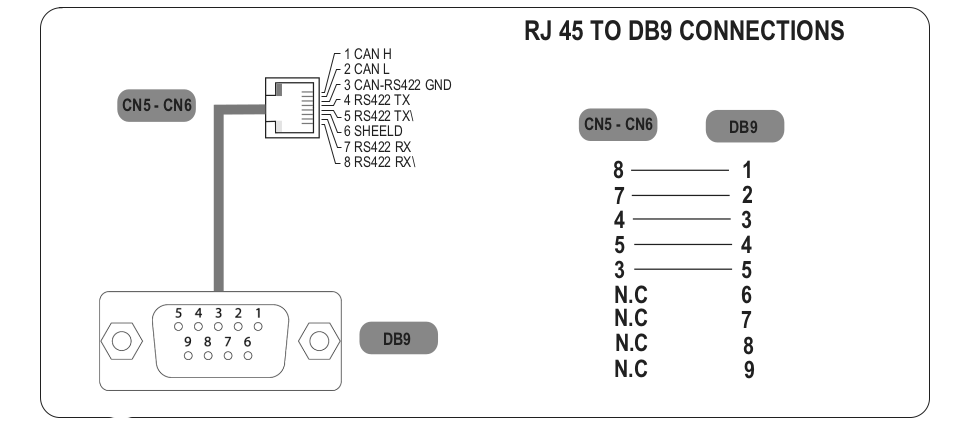 RJ 45 TO DB9 CONNECTIONS
1 CAN H
2 CAN L
3 CAN-RS422 GND
4 RS422 TX
5 RS422 TX\
6 SHEELD
7 RS422 RX
8 RS422 RX\
CN5 - CN6
5 4 3 2 1
9 8 7 6
DB9
CN5 - CN6 DB9
8 1
7 2
4 3
5 4
3 5
N.C 6
N.C 7
N.C 8
N.C 9